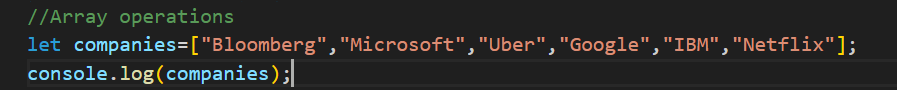 //Array operations
let companies=["Bloomberg","Microsoft","Uber","Google","IBM","Netflix"];
console.log(companies);